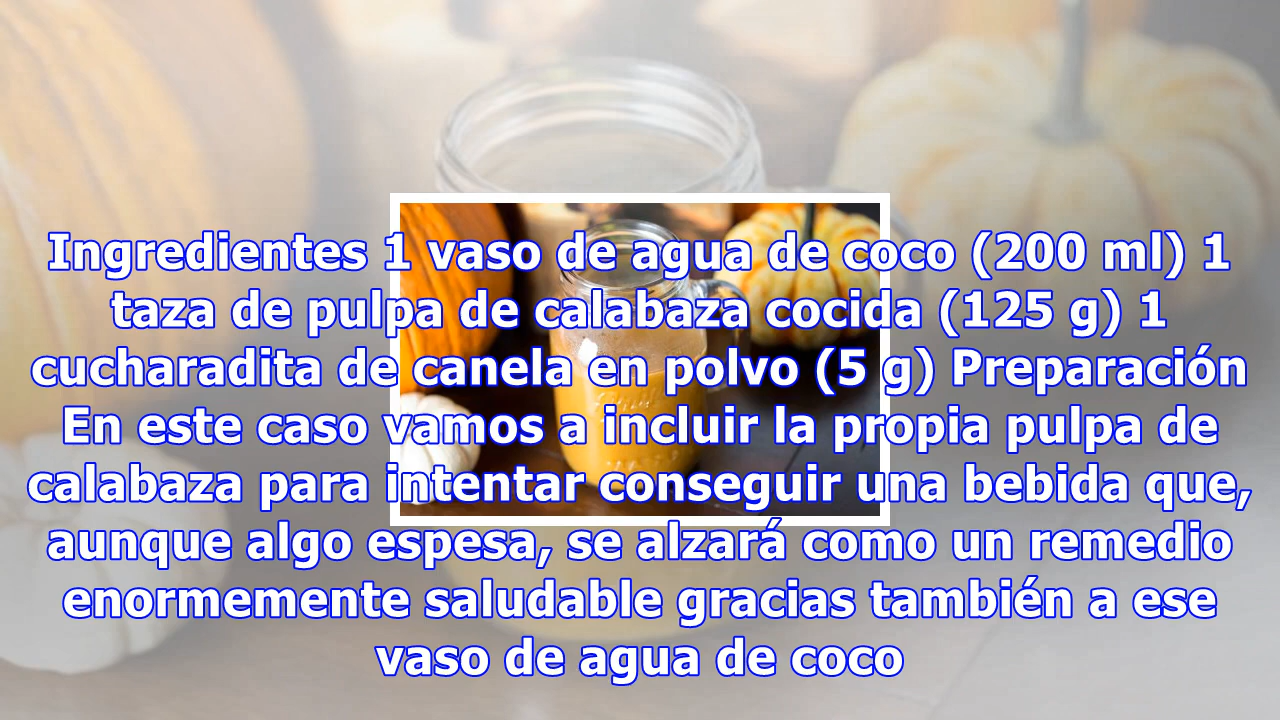 Ingredientes 1 vaso de agua de coco (200 ml) 1
taza de pulpa de calabaza cocida (125 g) 1
cucharadita de canela en polvo (5 g) Preparación
En este caso vamos a incluir la propia pulpa de
calabaza para intentar conseguir una bebida que,
aunque algo espesa, se alzará como un remedio
enormemente saludable gracias también a ese
vaso de agua de coco